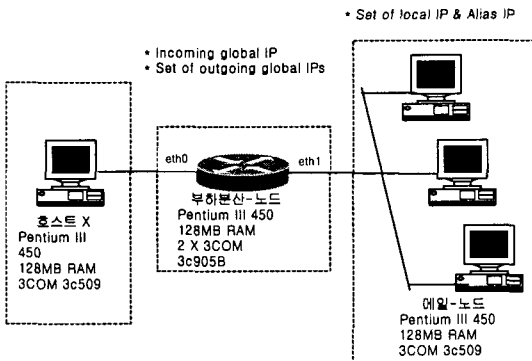 * Set of local IP & Alias IP
* Incoming global IP
* Set of outgoing global IPs
eth0
eth1
호스트 X
Pentium III
450
128MB RAM
3COM 3c509
부하분산-노드
Pentium III 450
128MB RAM
2 X 3COM
3c905B
메일-노드
Pentium III 450
128MB RAM
3COM 3c509